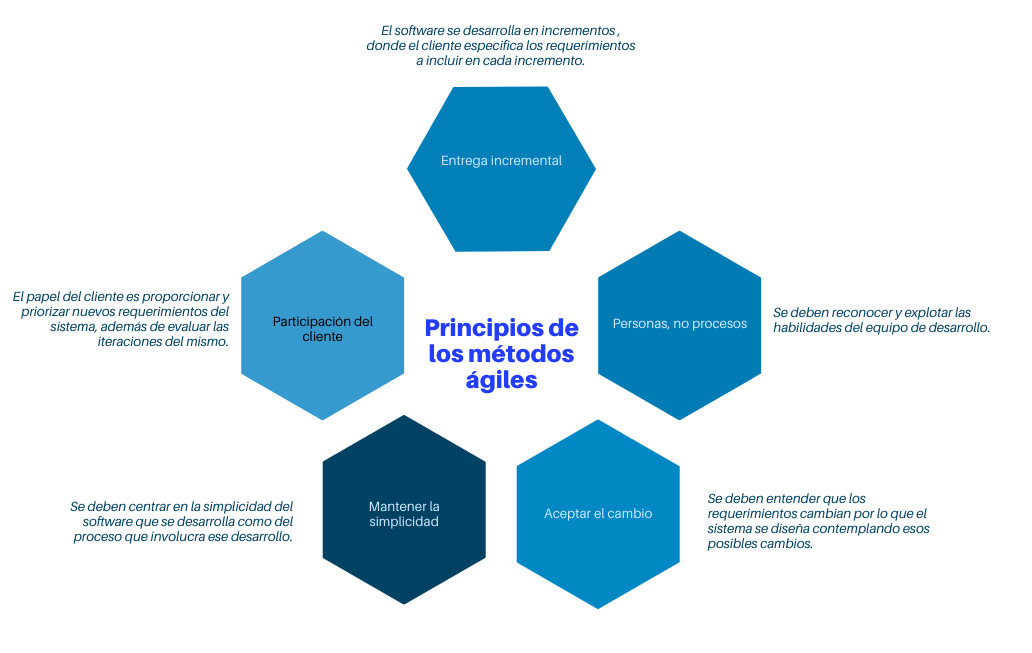 El software se desarrolla en incrementos ,
donde el cliente especifica los requerimientos
a incluir en cada incremento.
Entrega incremental
El papel del cliente es proporcionar y
priorizar nuevos requerimientos del
sistema, además de evaluar las
iteraciones del mismo.
Participación del
cliente
Principios de
los métodos
ágiles
Personas, no procesos
Se deben reconocer y explotar las
habilidades del equipo de desarrollo.
Se deben centrar en la simplicidad del
software que se desarrolla como del
proceso que involucra ese desarrollo.
Mantener la
simplicidad
Aceptar el cambio
Se deben entender que los
requerimientos cambian por lo que el
sistema se diseña contemplando esos
posibles cambios.